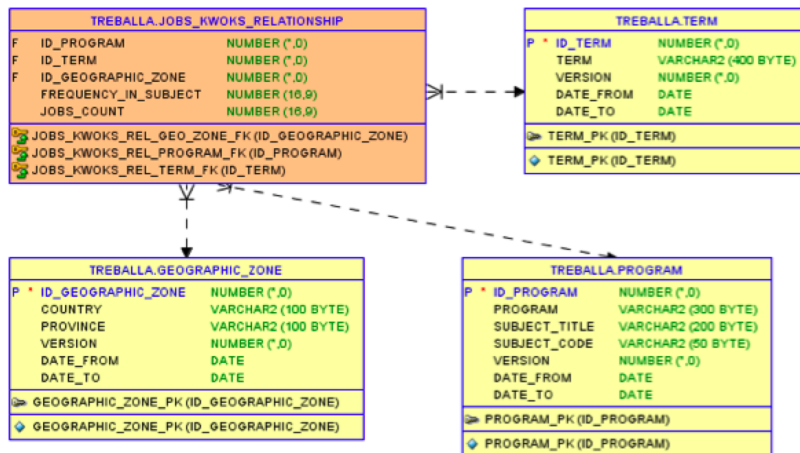 TREBALLA.JOBS_KWOKS_RELATIONSHIP
F ID_PROGRAM NUMBER (*,0)
F ID_TERM NUMBER (*,0)
F ID_GEOGRAPHIC_ZONE NUMBER (*,0)
FREQUENCY_IN_SUBJECT NUMBER (16,9)
JOBS_COUNT NUMBER (16,9)
JOBS_KWOKS_REL_GEO_ZONE_FK (ID_GEOGRAPHIC_ZONE)
JOBS_KWOKS_REL_PROGRAM_FK (ID_PROGRAM)
JOBS_KWOKS_REL_TERM_FK (ID_TERM)
TREBALLA.TERM
P * ID_TERM NUMBER (*,0)
TERM VARCHAR2 (400 BYTE)
VERSION NUMBER (*,0)
DATE_FROM DATE
DATE_TO DATE
TERM_PK (ID_TERM)
TERM_PK (ID_TERM)
TREBALLA.GEOGRAPHIC_ZONE
P * ID_GEOGRAPHIC_ZONE NUMBER (*,0)
COUNTRY VARCHAR2 (100 BYTE)
PROVINCE VARCHAR2 (100 BYTE)
VERSION NUMBER (*,0)
DATE_FROM DATE
DATE_TO DATE
GEOGRAPHIC_ZONE_PK (ID_GEOGRAPHIC_ZONE)
GEOGRAPHIC_ZONE_PK (ID_GEOGRAPHIC_ZONE)
TREBALLA.PROGRAM
P * ID_PROGRAM NUMBER (*,0)
PROGRAM VARCHAR2 (300 BYTE)
SUBJECT_TITLE VARCHAR2 (200 BYTE)
SUBJECT_CODE VARCHAR2 (50 BYTE)
VERSION NUMBER (*,0)
DATE_FROM DATE
DATE_TO DATE
PROGRAM_PK (ID_PROGRAM)
PROGRAM_PK (ID_PROGRAM)